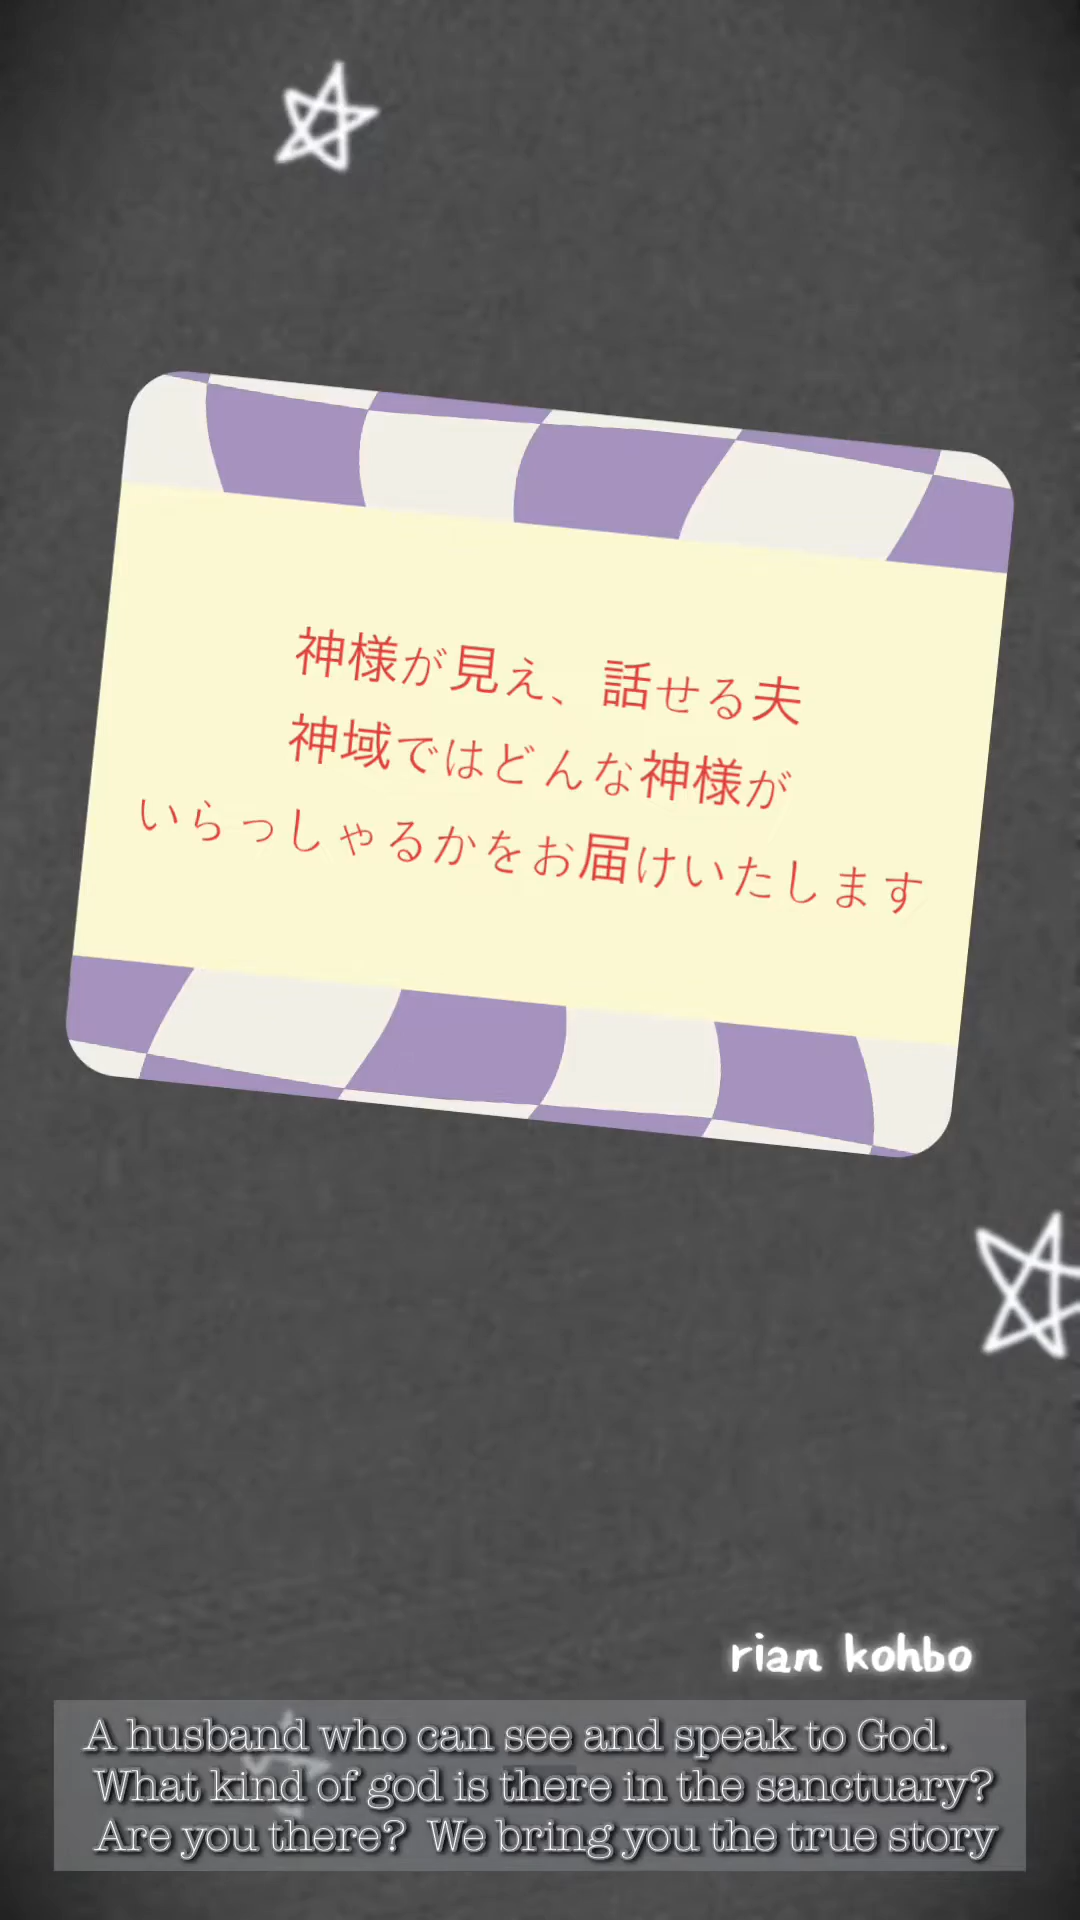 神様が見え、話せる夫
神域ではどんな神様が
いらっしゃるかをお届けいたします
rian kohbo
A husband who can see and speak to God.
What kind of god is there in the sanctuary?
Are you there? We bring you the true story